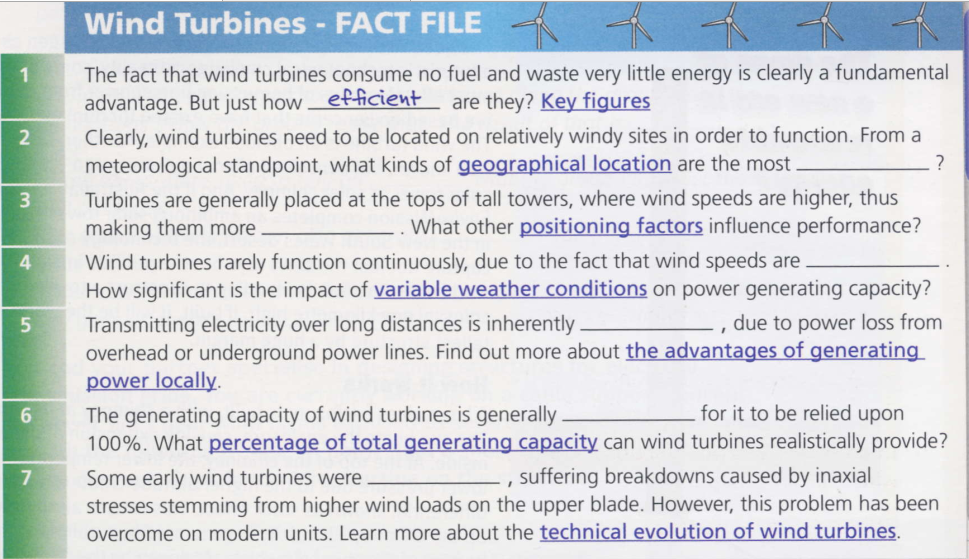 Wind Turbines - FACT FILE
1 The fact that wind turbines consume no fuel and waste very little energy is clearly a fundamental
advantage. But just how efficient are they? Key figures
2 Clearly, wind turbines need to be located on relatively windy sites in order to function. From a
meteorological standpoint, what kinds of geographical location are the most ____________ ?
3 Turbines are generally placed at the tops of tall towers, where wind speeds are higher, thus
making them more ____________ . What other positioning factors influence performance?
4 Wind turbines rarely function continuously, due to the fact that wind speeds are ____________ .
How significant is the impact of variable weather conditions on power generating capacity?
5 Transmitting electricity over long distances is inherently ____________ , due to power loss from
overhead or underground power lines. Find out more about the advantages of generating
power locally.
6 The generating capacity of wind turbines is generally ____________ for it to be relied upon
100%. What percentage of total generating capacity can wind turbines realistically provide?
7 Some early wind turbines were ____________ , suffering breakdowns caused by inaxial
stresses stemming from higher wind loads on the upper blade. However, this problem has been
overcome on modern units. Learn more about the technical evolution of wind turbines.